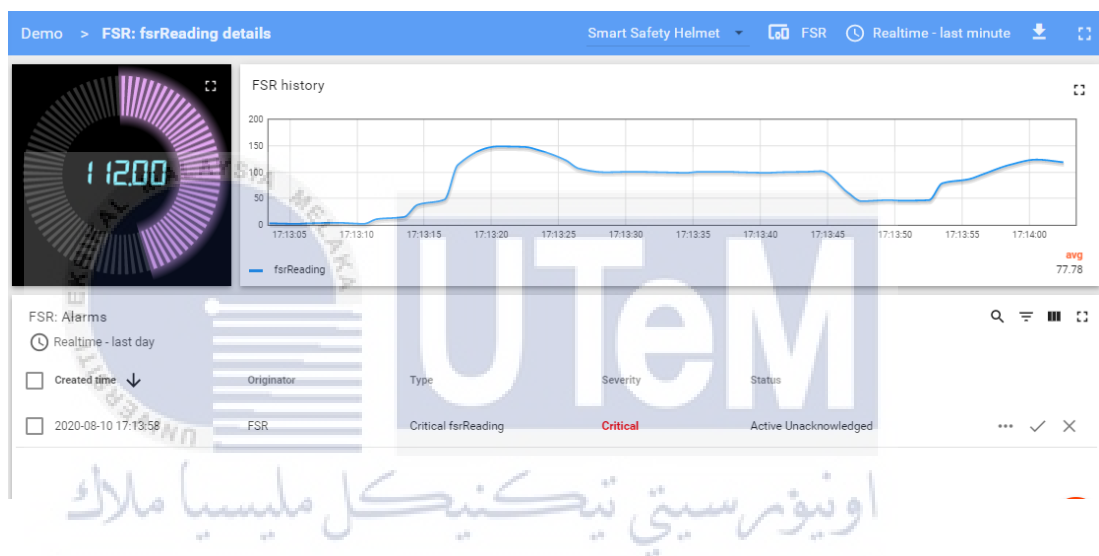 Demo > FSR: fsrReading details Smart Safety Helmet FSR Realtime - last minute
112.00
FSR history
200
150
100
50
0
17:13:05 17:13:10 17:13:15 17:13:20 17:13:25 17:13:30 17:13:35 17:13:40 17:13:45 17:13:50 17:13:55 17:14:00
fsrReading
avg
77.78
FSR: Alarms
Realtime - last day
Created time Originator Type Severity Status
2020-08-10 17:13:58 FSR Critical fsrReading Critical Active Unacknowledged
UTeM
اونيۏرسيتي تيكنيكل مليسيا ملاك